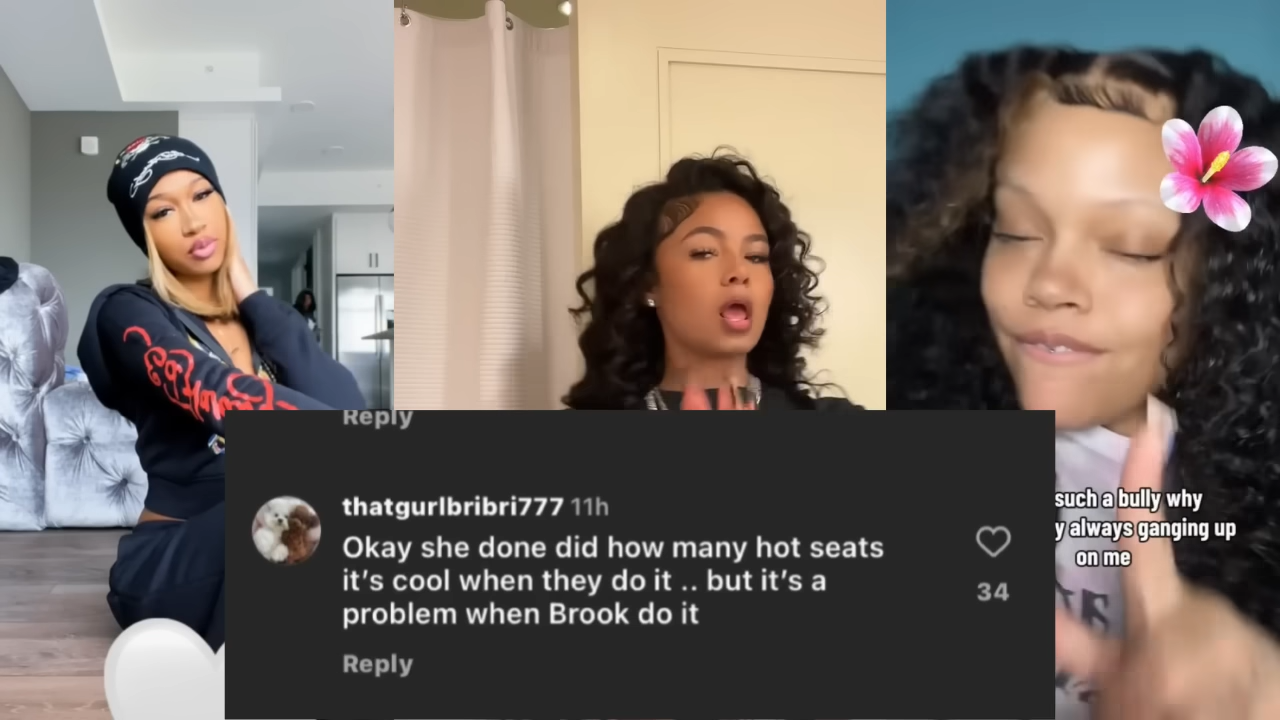 Reply
thatgurlbribri777 11h
Okay she done did how many hot seats
it's cool when they do it .. but it's a
problem when Brook do it
34
Reply
such a bully why
y always ganging up
on me